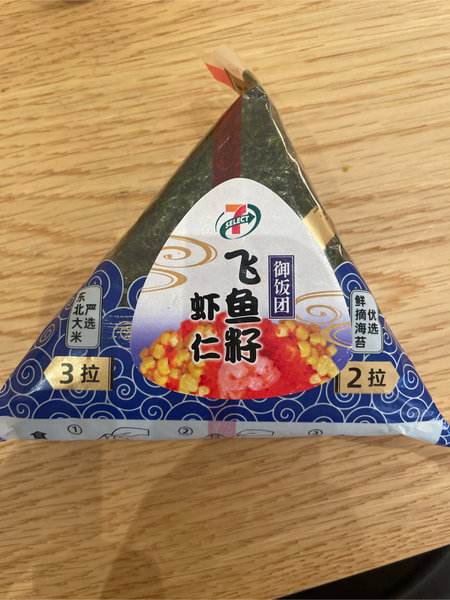 7
SELECT
御饭团
飞鱼籽
虾仁
严选
东北大米
优选
鲜摘海苔
3 拉
2 拉
食
①
②
③